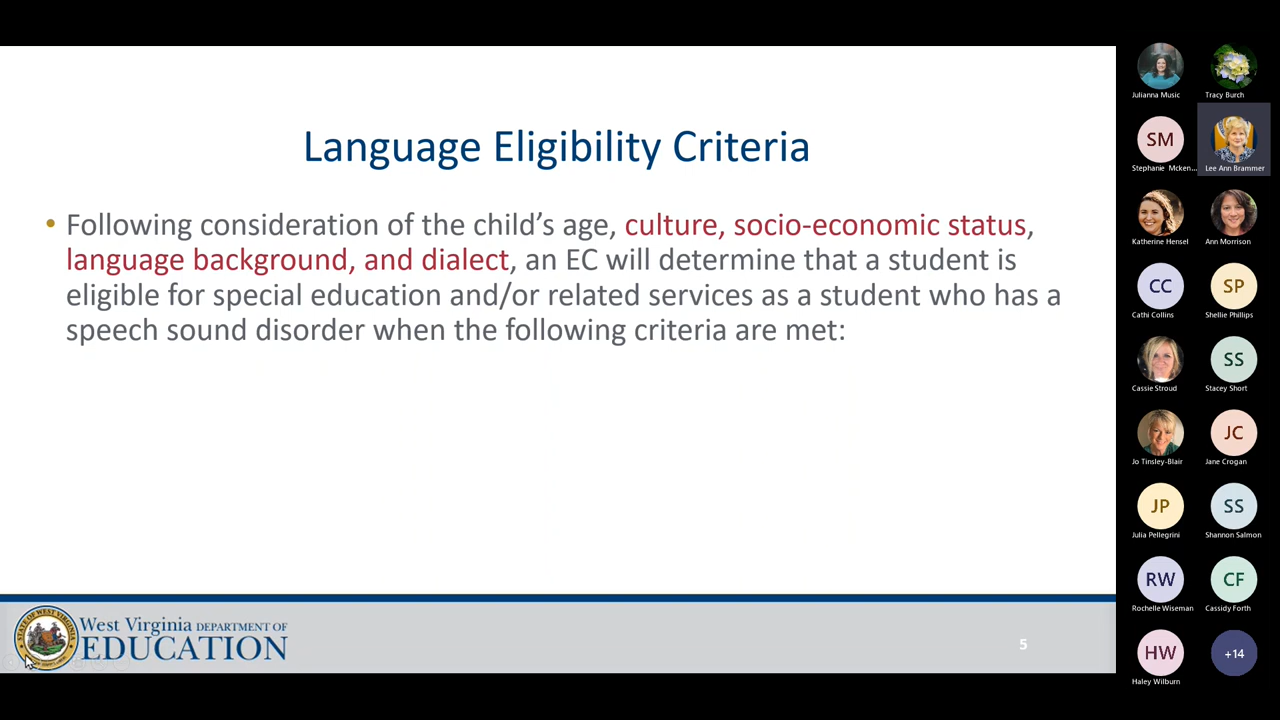 Language Eligibility Criteria
• Following consideration of the child's age, culture, socio-economic status,
language background, and dialect, an EC will determine that a student is
eligible for special education and/or related services as a student who has a
speech sound disorder when the following criteria are met:
West Virginia DEPARTMENT OF
EDUCATION
5
Julianna Music
Tracy Burch
SM
Stephanie Mcken...
Lee Ann Brammer
Katherine Hensel
Ann Morrison
CC
Cathi Collins
SP
Shellie Phillips
Cassie Stroud
SS
Stacey Short
Jo Tinsley-Blair
JC
Jane Crogan
JP
Julia Pellegrini
SS
Shannon Salmon
RW
Rochelle Wiseman
CF
Cassidy Forth
HW
Haley Wilburn
+14